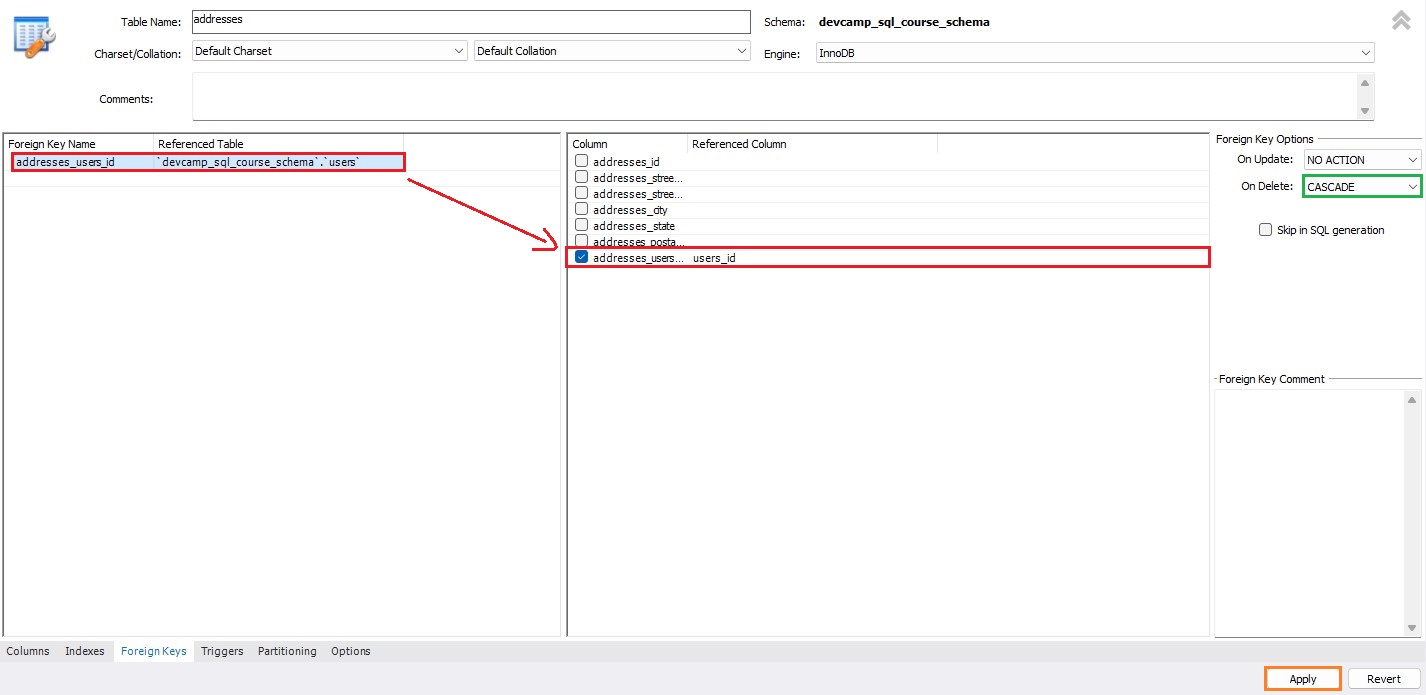 Table Name: addresses Schema: devcamp_sql_course_schema
Charset/Collation: Default Charset Default Collation Engine: InnoDB
Comments:
Foreign Key Name Referenced Table
addresses_users_id `devcamp_sql_course_schema`.`users`
Column Referenced Column
addresses_id
addresses_stree...
addresses_stree...
addresses_city
addresses_state
addresses_posta...
addresses_users... users_id
Foreign Key Options
On Update: NO ACTION
On Delete: CASCADE
Skip in SQL generation
Foreign Key Comment
Columns Indexes Foreign Keys Triggers Partitioning Options
Apply Revert